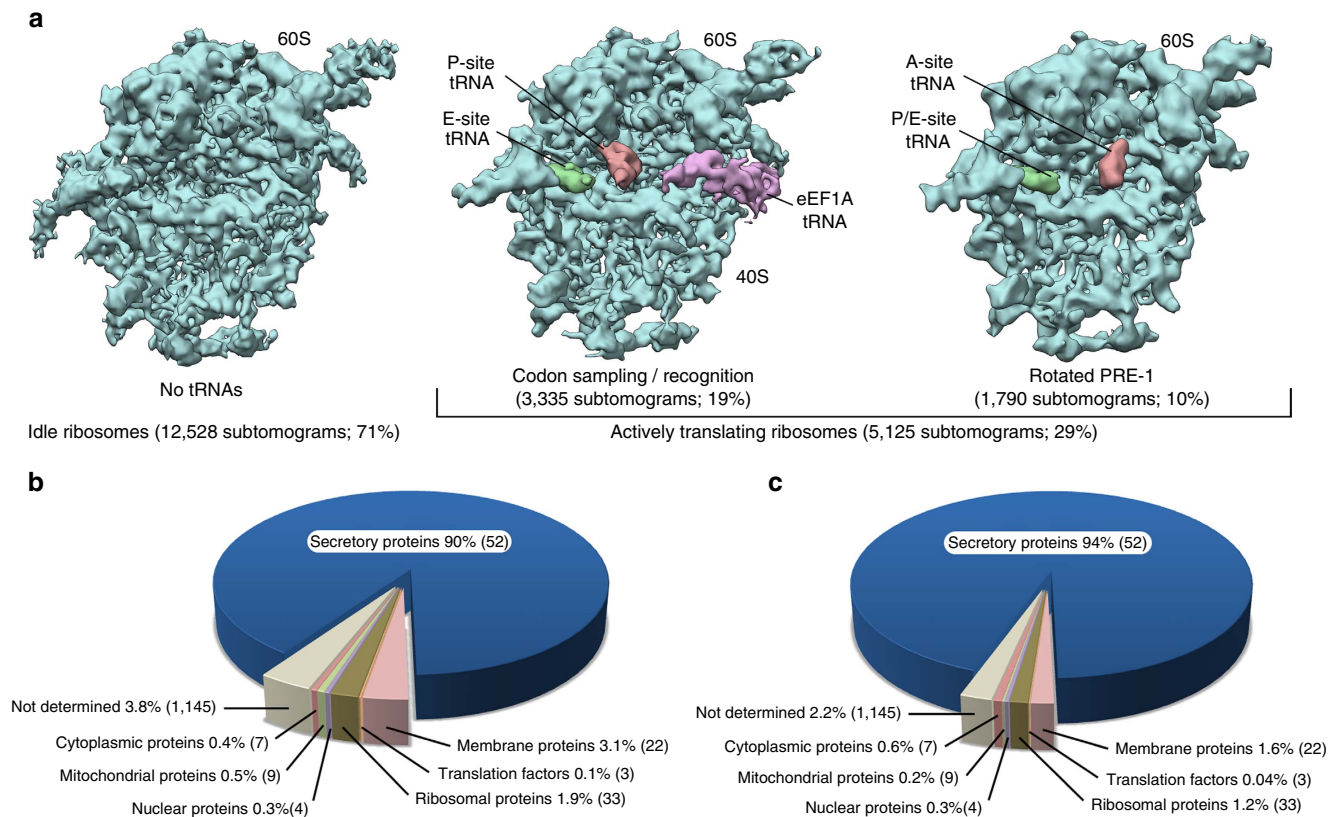 a
60S
60S
60S
P-site
tRNA
A-site
tRNA
E-site
tRNA
P/E-site
tRNA
eEF1A
tRNA
40S
No tRNAs
Codon sampling / recognition
(3,335 subtomograms; 19%)
Rotated PRE-1
(1,790 subtomograms; 10%)
Idle ribosomes (12,528 subtomograms; 71%)
Actively translating ribosomes (5,125 subtomograms; 29%)
b
Secretory proteins 90% (52)
Not determined 3.8% (1,145)
Cytoplasmic proteins 0.4% (7)
Mitochondrial proteins 0.5% (9)
Nuclear proteins 0.3%(4)
Membrane proteins 3.1% (22)
Translation factors 0.1% (3)
Ribosomal proteins 1.9% (33)
c
Secretory proteins 94% (52)
Not determined 2.2% (1,145)
Cytoplasmic proteins 0.6% (7)
Mitochondrial proteins 0.2% (9)
Nuclear proteins 0.3%(4)
Membrane proteins 1.6% (22)
Translation factors 0.04% (3)
Ribosomal proteins 1.2% (33)